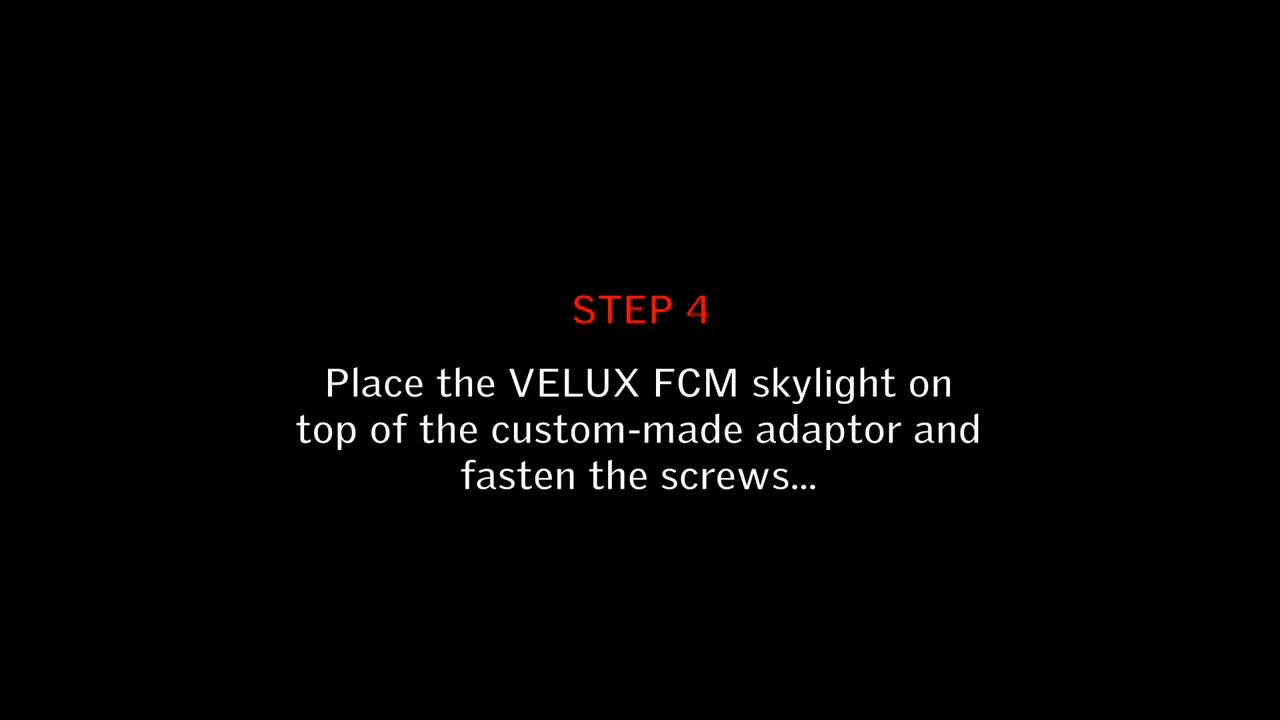 STEP 4
Place the VELUX FCM skylight on
top of the custom-made adaptor and
fasten the screws...